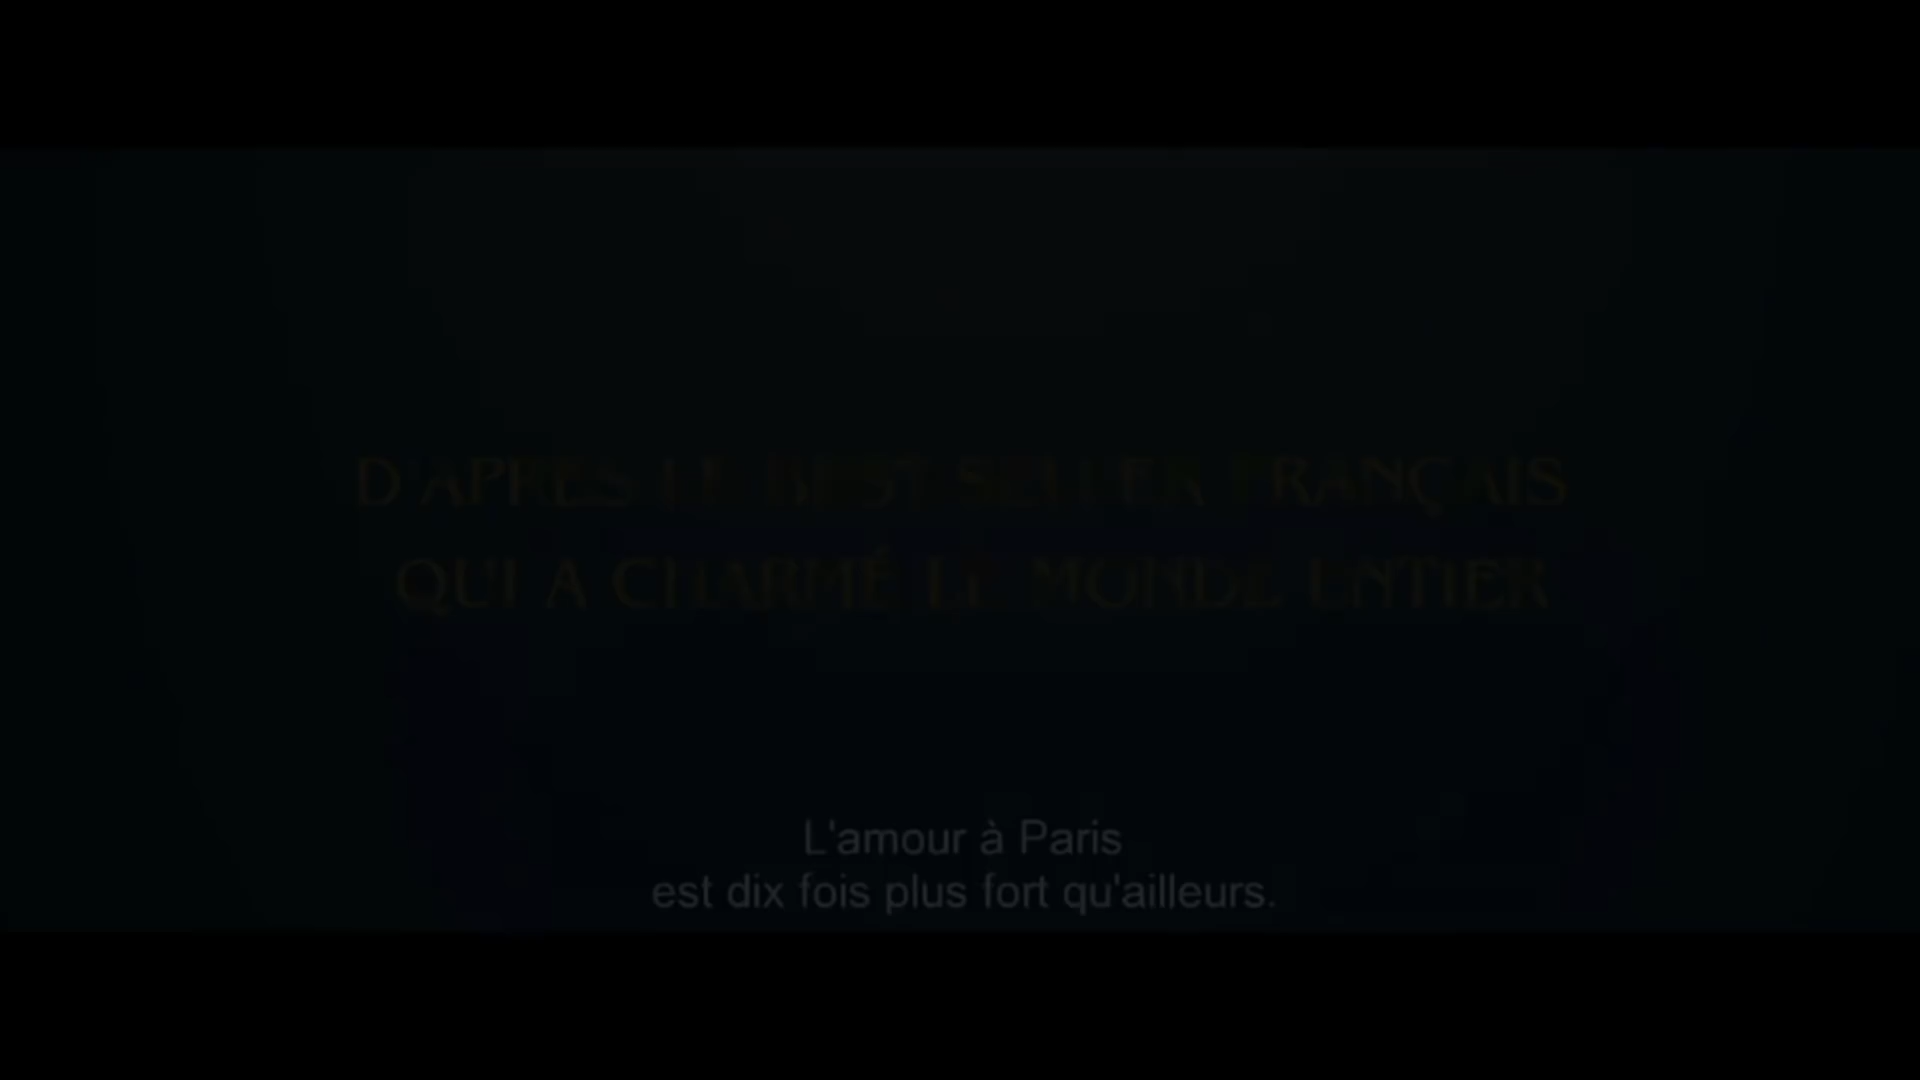 D'APRÈS LE BEST SELLER FRANÇAIS
QUI A CHARMÉ LE MONDE ENTIER
L'amour à Paris
est dix fois plus fort qu'ailleurs.